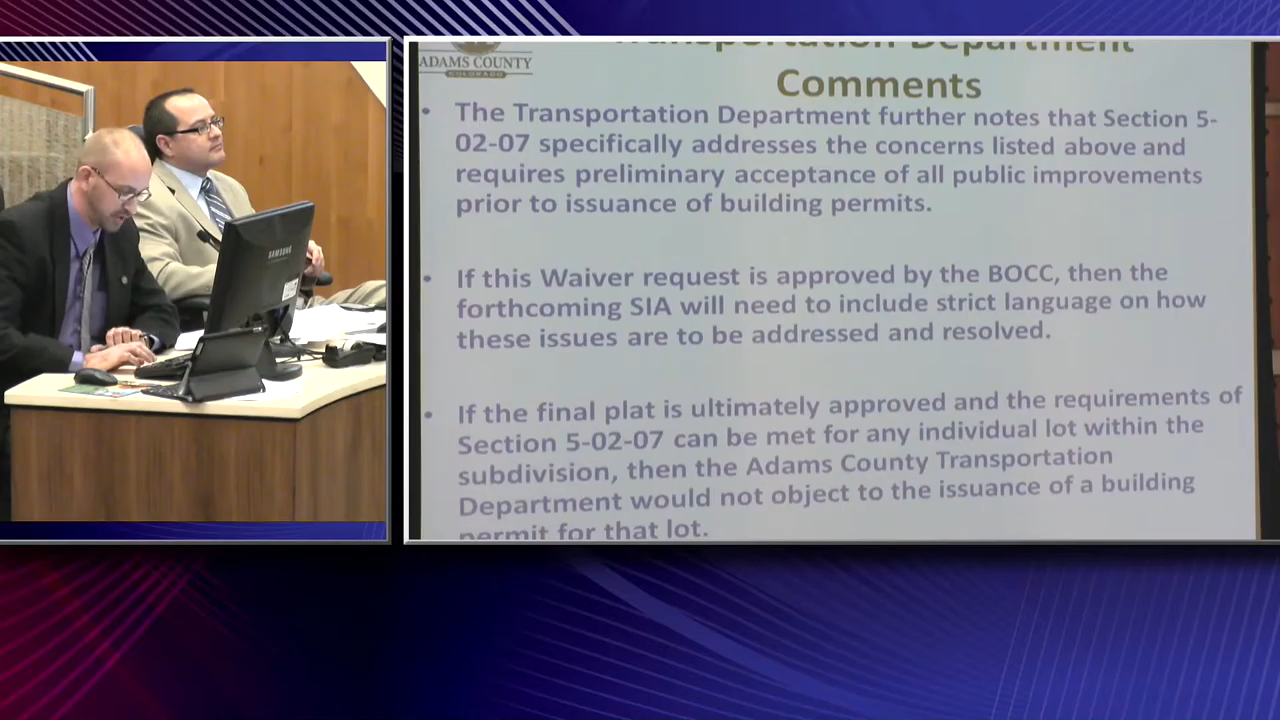 ADAMS COUNTY
COLORADO
Transportation Department
Comments
• The Transportation Department further notes that Section 5-
02-07 specifically addresses the concerns listed above and
requires preliminary acceptance of all public improvements
prior to issuance of building permits.
• If this Waiver request is approved by the BOCC, then the
forthcoming SIA will need to include strict language on how
these issues are to be addressed and resolved.
• If the final plat is ultimately approved and the requirements of
Section 5-02-07 can be met for any individual lot within the
subdivision, then the Adams County Transportation
Department would not object to the issuance of a building
permit for that lot.
SAMSUNG